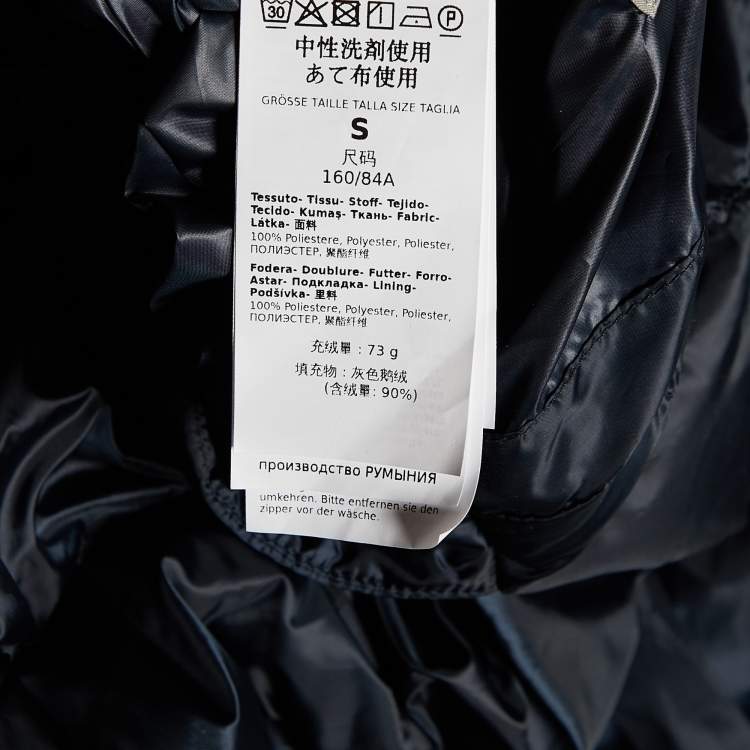 30 P
中性洗剤使用
あて布使用
GRÖSSE TAILLE TALLA SIZE TAGLIA
S
尺码
160/84A
Tessuto- Tissu- Stoff- Tejido-
Tecido- Kumaş- Ткань- Fabric-
Látka- 面料
100% Poliestere, Polyester, Poliester,
ПОЛИЭСТЕР, 聚酯纤维
Fodera- Doublure- Futter- Forro-
Astar- Подкладка- Lining-
Podšívka- 里料
100% Poliestere, Polyester, Poliester,
ПОЛИЭСТЕР, 聚酯纤维
充绒量：73 g
填充物：灰色鹅绒
(含绒量: 90%)
производство РУМЫНИЯ
umkehren. Bitte entfernen sie den
zipper vor der wäsche.